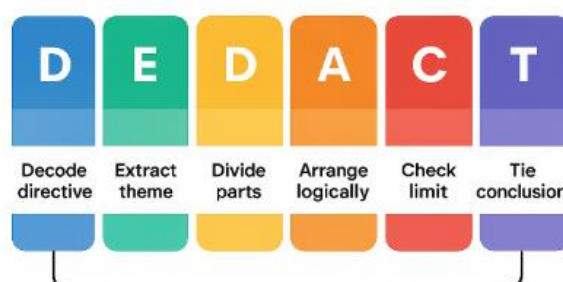 D E D A C T
Decode directive
Extract theme
Divide parts
Arrange logically
Check limit
Tie conclusion